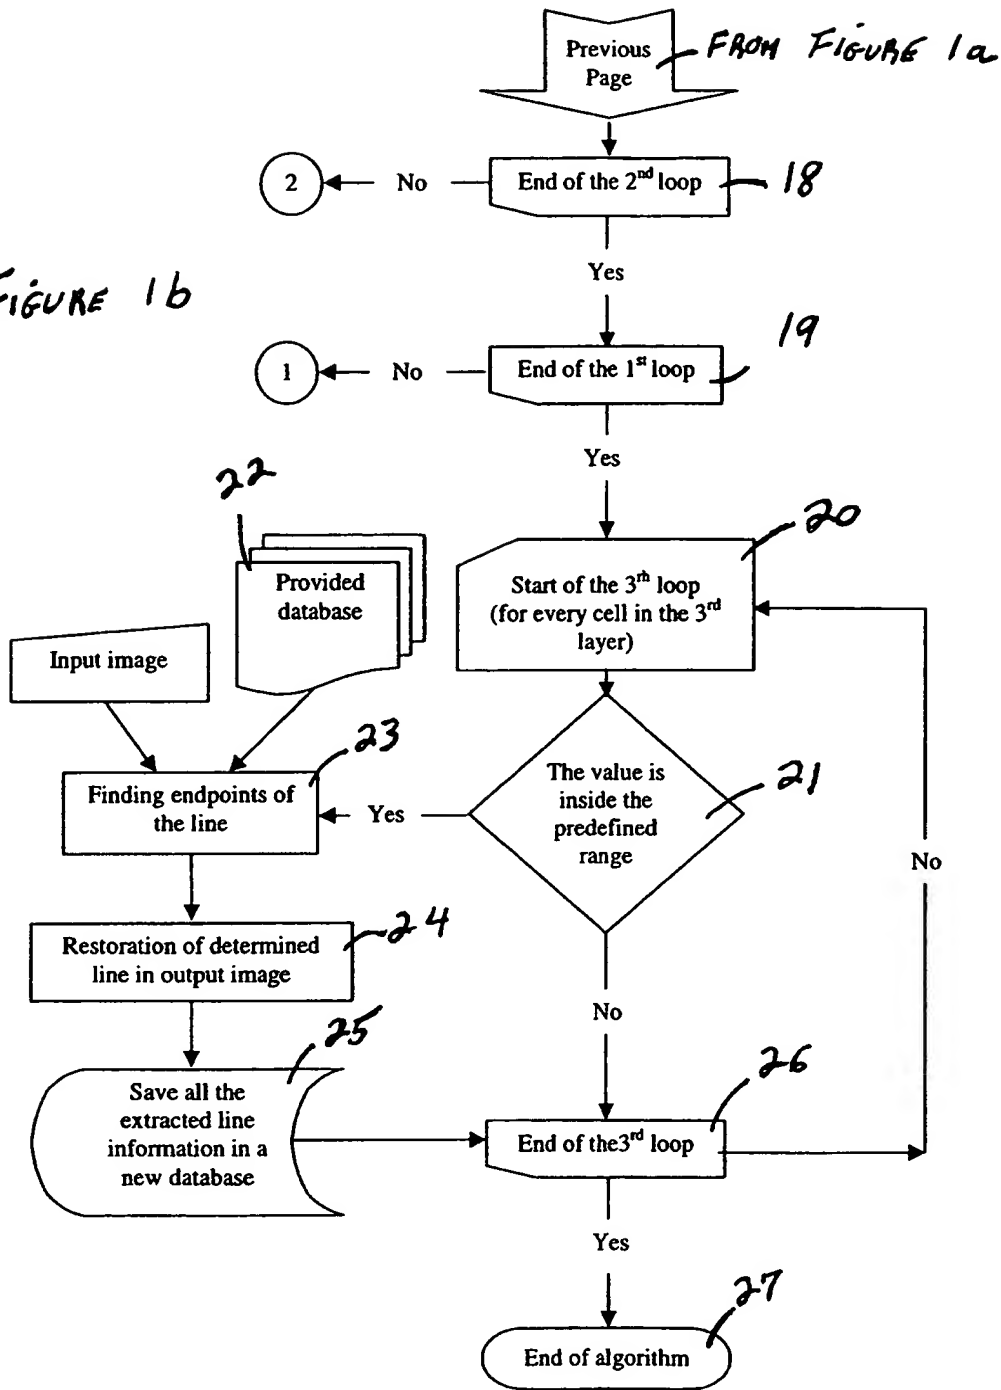 Previous
Page
FROM FIGURE 1a
2
No
End of the 2nd loop
18
Yes
FIGURE 1b
19
1
No
End of the 1st loop
Yes
22
20
Provided
database
Start of the 3th loop
(for every cell in the 3rd
layer)
Input image
23
Finding endpoints of
the line
Yes
The value is
inside the
predefined
range
21
No
24
Restoration of determined
line in output image
No
25
26
Save all the
extracted line
information in a
new database
End of the3rd loop
Yes
27
End of algorithm